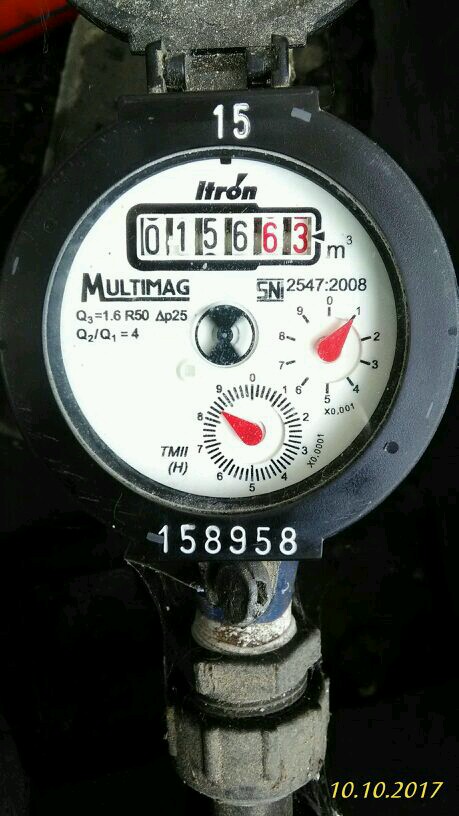 15
Itrón
015663
m³
MULTIMAG
SNI 2547:2008
Q₃=1.6 R50 Δp25
Q₂/Q₁ = 4
0
1
2
3
4
5
6
7
8
9
x0,001
0
1
2
3
4
5
6
7
8
9
x0,0001
TMII
(H)
158958
10.10.2017